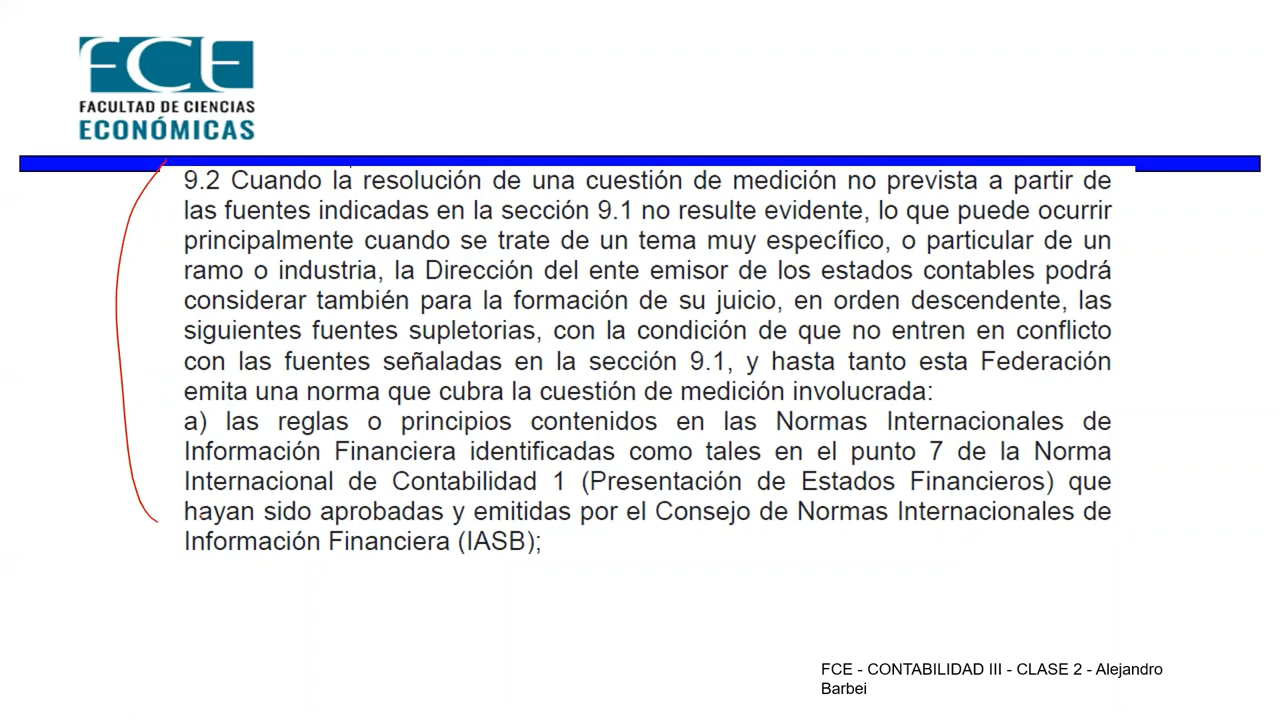 FCE
FACULTAD DE CIENCIAS
ECONÓMICAS
9.2 Cuando la resolución de una cuestión de medición no prevista a partir de
las fuentes indicadas en la sección 9.1 no resulte evidente, lo que puede ocurrir
principalmente cuando se trate de un tema muy específico, o particular de un
ramo o industria, la Dirección del ente emisor de los estados contables podrá
considerar también para la formación de su juicio, en orden descendente, las
siguientes fuentes supletorias, con la condición de que no entren en conflicto
con las fuentes señaladas en la sección 9.1, y hasta tanto esta Federación
emita una norma que cubra la cuestión de medición involucrada:
a) las reglas o principios contenidos en las Normas Internacionales de
Información Financiera identificadas como tales en el punto 7 de la Norma
Internacional de Contabilidad 1 (Presentación de Estados Financieros) que
hayan sido aprobadas y emitidas por el Consejo de Normas Internacionales de
Información Financiera (IASB);
FCE - CONTABILIDAD III - CLASE 2 - Alejandro
Barbei